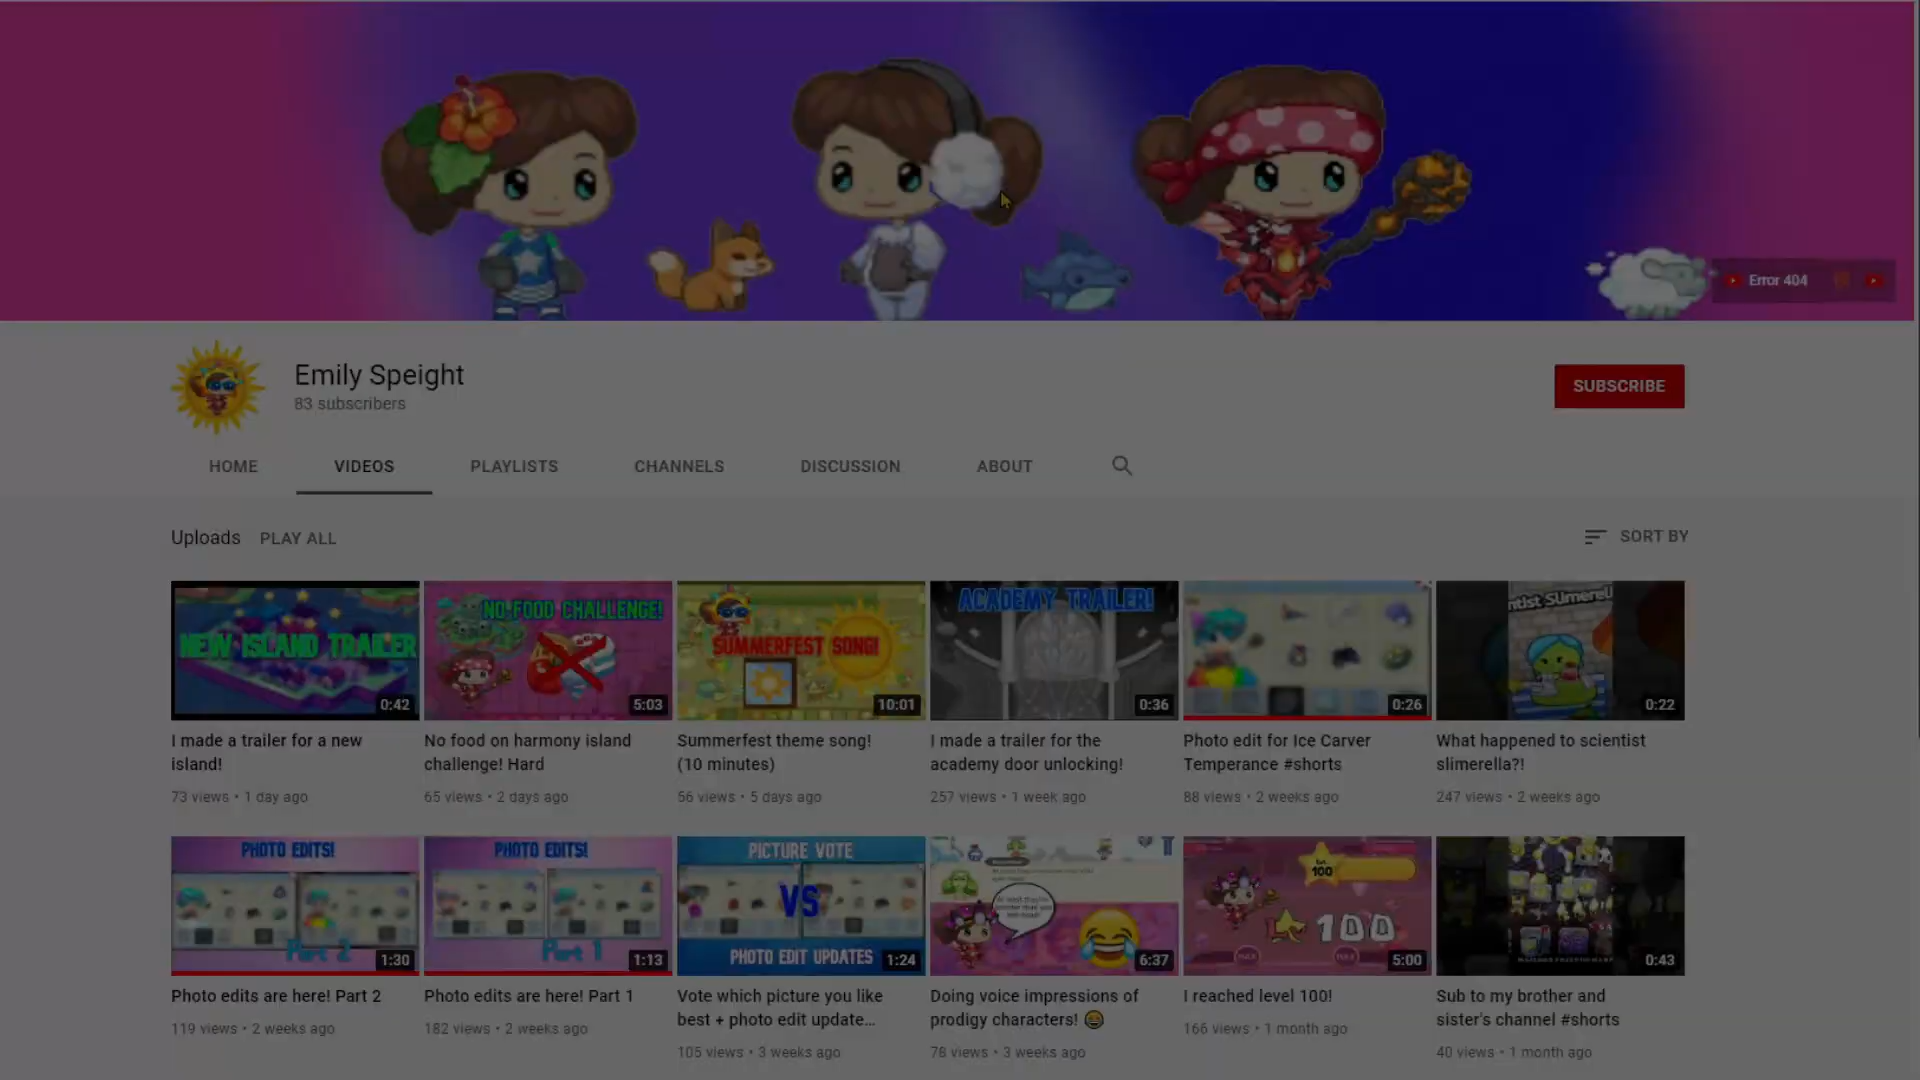 Error 404
Emily Speight
83 subscribers
SUBSCRIBE
HOME
VIDEOS
PLAYLISTS
CHANNELS
DISCUSSION
ABOUT
Uploads
PLAY ALL
SORT BY
NEW ISLAND TRAILER
0:42
NO FOOD CHALLENGE!
5:03
SUMMERFEST SONG!
10:01
ACADEMY TRAILER!
0:36
0:26
ntist Slimerell
0:22
I made a trailer for a new
island!
73 views • 1 day ago
No food on harmony island
challenge! Hard
65 views • 2 days ago
Summerfest theme song!
(10 minutes)
56 views • 5 days ago
I made a trailer for the
academy door unlocking!
257 views • 1 week ago
Photo edit for Ice Carver
Temperance #shorts
88 views • 2 weeks ago
What happened to scientist
slimerella?!
247 views • 2 weeks ago
PHOTO EDITS!
Part 2
1:30
PHOTO EDITS!
Part 1
1:13
PICTURE VOTE
VS
PHOTO EDIT UPDATES
1:24
6:37
100
100
MAX
MAX
5:00
0:43
Photo edits are here! Part 2
119 views • 2 weeks ago
Photo edits are here! Part 1
182 views • 2 weeks ago
Vote which picture you like
best + photo edit update...
105 views • 3 weeks ago
Doing voice impressions of
prodigy characters! 😂
78 views • 3 weeks ago
I reached level 100!
166 views • 1 month ago
Sub to my brother and
sister's channel #shorts
40 views • 1 month ago